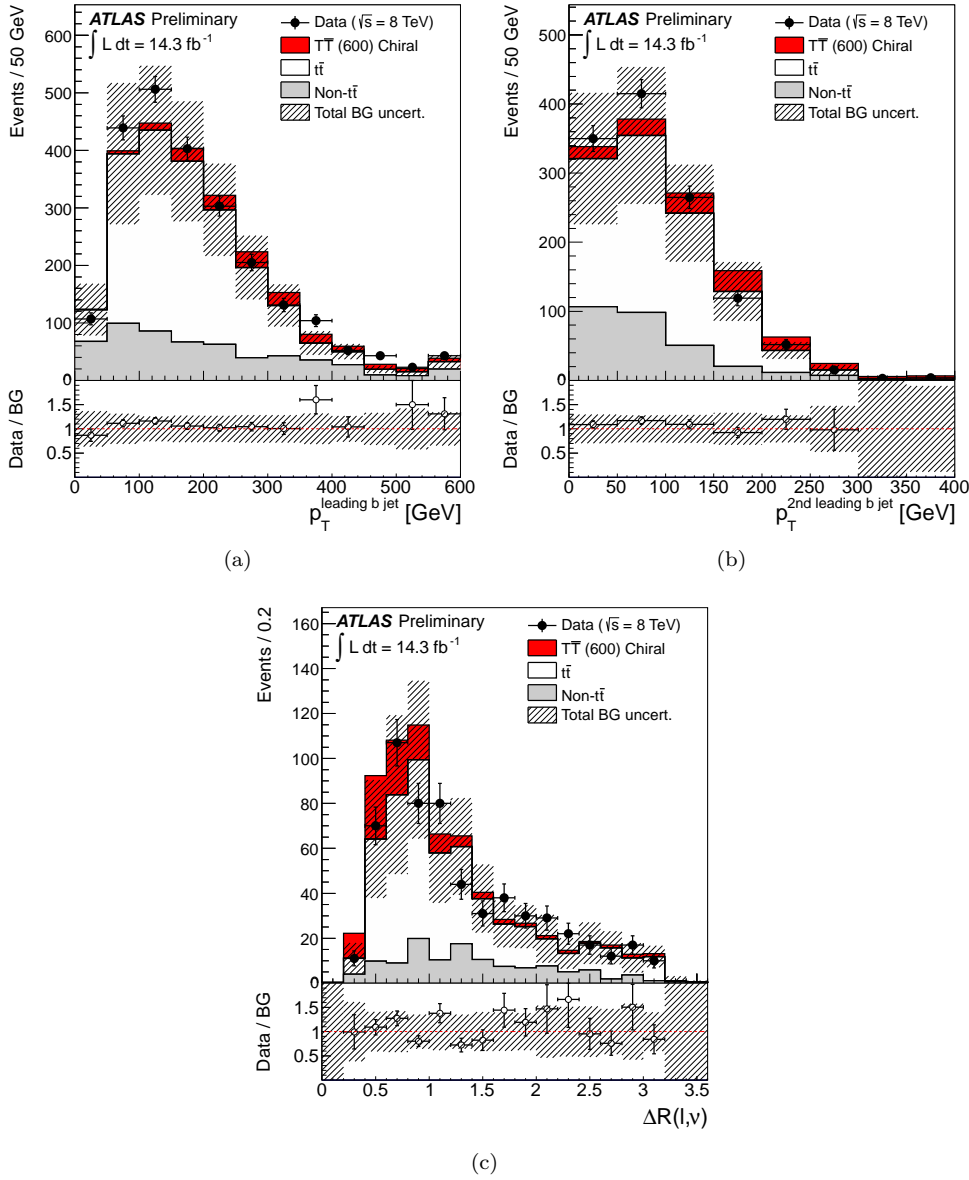 ATLAS Preliminary
∫ L dt = 14.3 fb⁻¹
Data (√s = 8 TeV)
TT̅ (600) Chiral
tt̅
Non-tt̅
Total BG uncert.
Events / 50 GeV
600
500
400
300
200
100
0
Data / BG
1.5
1
0.5
0 100 200 300 400 500 600
p_T^leading b jet [GeV]
(a)
ATLAS Preliminary
∫ L dt = 14.3 fb⁻¹
Data (√s = 8 TeV)
TT̅ (600) Chiral
tt̅
Non-tt̅
Total BG uncert.
Events / 50 GeV
500
400
300
200
100
0
Data / BG
1.5
1
0.5
0 50 100 150 200 250 300 350 400
p_T^2nd leading b jet [GeV]
(b)
ATLAS Preliminary
∫ L dt = 14.3 fb⁻¹
Data (√s = 8 TeV)
TT̅ (600) Chiral
tt̅
Non-tt̅
Total BG uncert.
Events / 0.2
160
140
120
100
80
60
40
20
0
Data / BG
1.5
1
0.5
0 0.5 1 1.5 2 2.5 3 3.5
ΔR(l,ν)
(c)